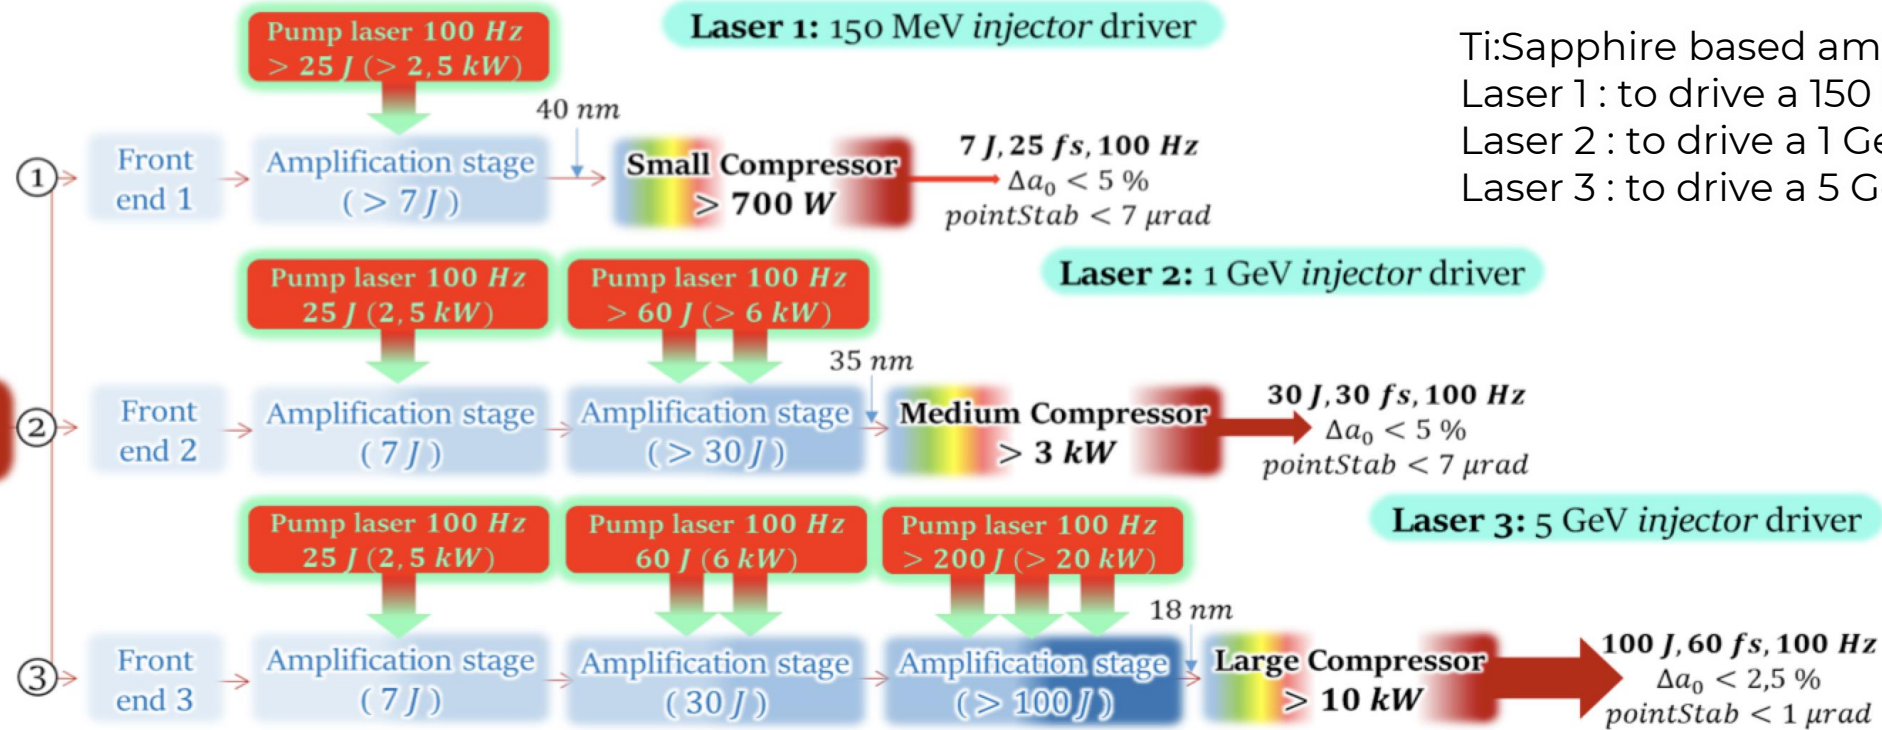 Laser 1: 150 MeV injector driver
Pump laser 100 Hz
> 25 J (> 2,5 kW)
Ti:Sapphire based am
Laser 1 : to drive a 150
Laser 2 : to drive a 1 Ge
Laser 3 : to drive a 5 G
40 nm
1
Front
end 1
Amplification stage
(> 7 J)
Small Compressor
> 700 W
7 J, 25 fs, 100 Hz
Δa₀ < 5 %
pointStab < 7 μrad
Laser 2: 1 GeV injector driver
Pump laser 100 Hz
25 J (2,5 kW)
Pump laser 100 Hz
> 60 J (> 6 kW)
35 nm
2
Front
end 2
Amplification stage
(7 J)
Amplification stage
(> 30 J)
Medium Compressor
> 3 kW
30 J, 30 fs, 100 Hz
Δa₀ < 5 %
pointStab < 7 μrad
Laser 3: 5 GeV injector driver
Pump laser 100 Hz
25 J (2,5 kW)
Pump laser 100 Hz
60 J (6 kW)
Pump laser 100 Hz
> 200 J (> 20 kW)
18 nm
3
Front
end 3
Amplification stage
(7 J)
Amplification stage
(30 J)
Amplification stage
(> 100 J)
Large Compressor
> 10 kW
100 J, 60 fs, 100 Hz
Δa₀ < 2,5 %
pointStab < 1 μrad